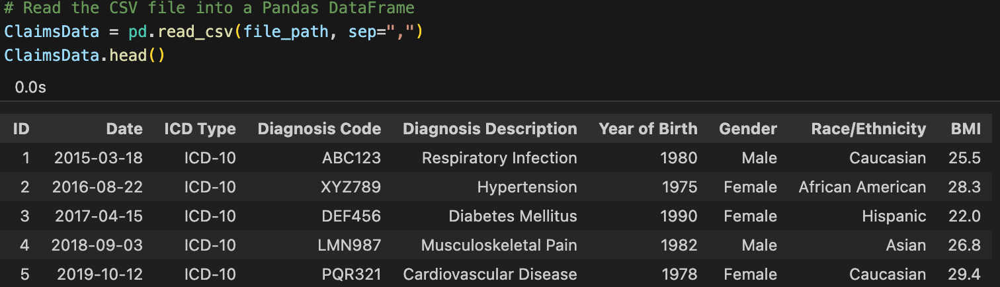 # Read the CSV file into a Pandas DataFrame
ClaimsData = pd.read_csv(file_path, sep=",")
ClaimsData.head()
0.0s
ID Date ICD Type Diagnosis Code Diagnosis Description Year of Birth Gender Race/Ethnicity BMI
1 2015-03-18 ICD-10 ABC123 Respiratory Infection 1980 Male Caucasian 25.5
2 2016-08-22 ICD-10 XYZ789 Hypertension 1975 Female African American 28.3
3 2017-04-15 ICD-10 DEF456 Diabetes Mellitus 1990 Female Hispanic 22.0
4 2018-09-03 ICD-10 LMN987 Musculoskeletal Pain 1982 Male Asian 26.8
5 2019-10-12 ICD-10 PQR321 Cardiovascular Disease 1978 Female Caucasian 29.4